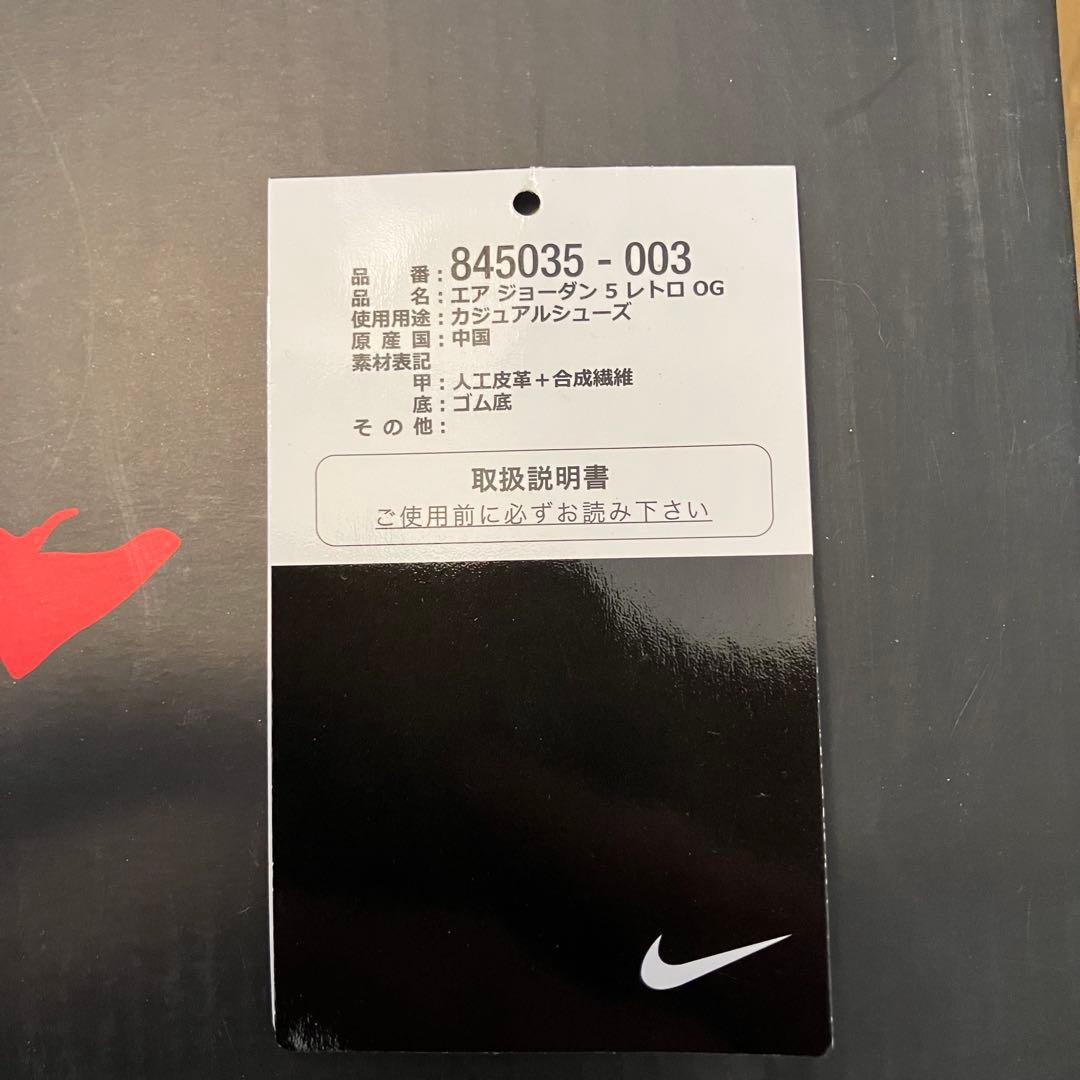 品番：845035 - 003
品名：エア ジョーダン 5 レトロ OG
使用用途：カジュアルシューズ
原産国：中国
素材表記
甲：人工皮革＋合成繊維
底：ゴム底
その他：
取扱説明書
ご使用前に必ずお読み下さい